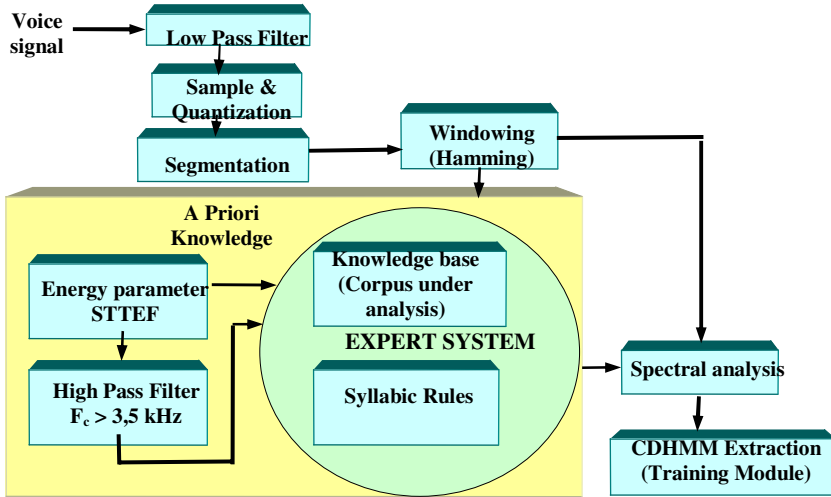 Voice
signal
Low Pass Filter
Sample &
Quantization
Segmentation
Windowing
(Hamming)
A Priori
Knowledge
Energy parameter
STTEF
High Pass Filter
Fc > 3,5 kHz
Knowledge base
(Corpus under
analysis)
EXPERT SYSTEM
Syllabic Rules
Spectral analysis
CDHMM Extraction
(Training Module)